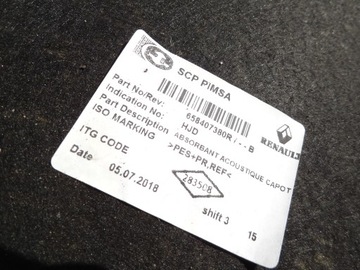 SCP PIMSA
Part No/Rev: 658407380R / -- B
Indication No: HJD
Part Description ABSORBANT ACOUSTIQUE CAPOT
ISO MARKING >PES+PR,REF<
RENAULT
ITG CODE 283508
Date 05.07.2018 shift 3 15